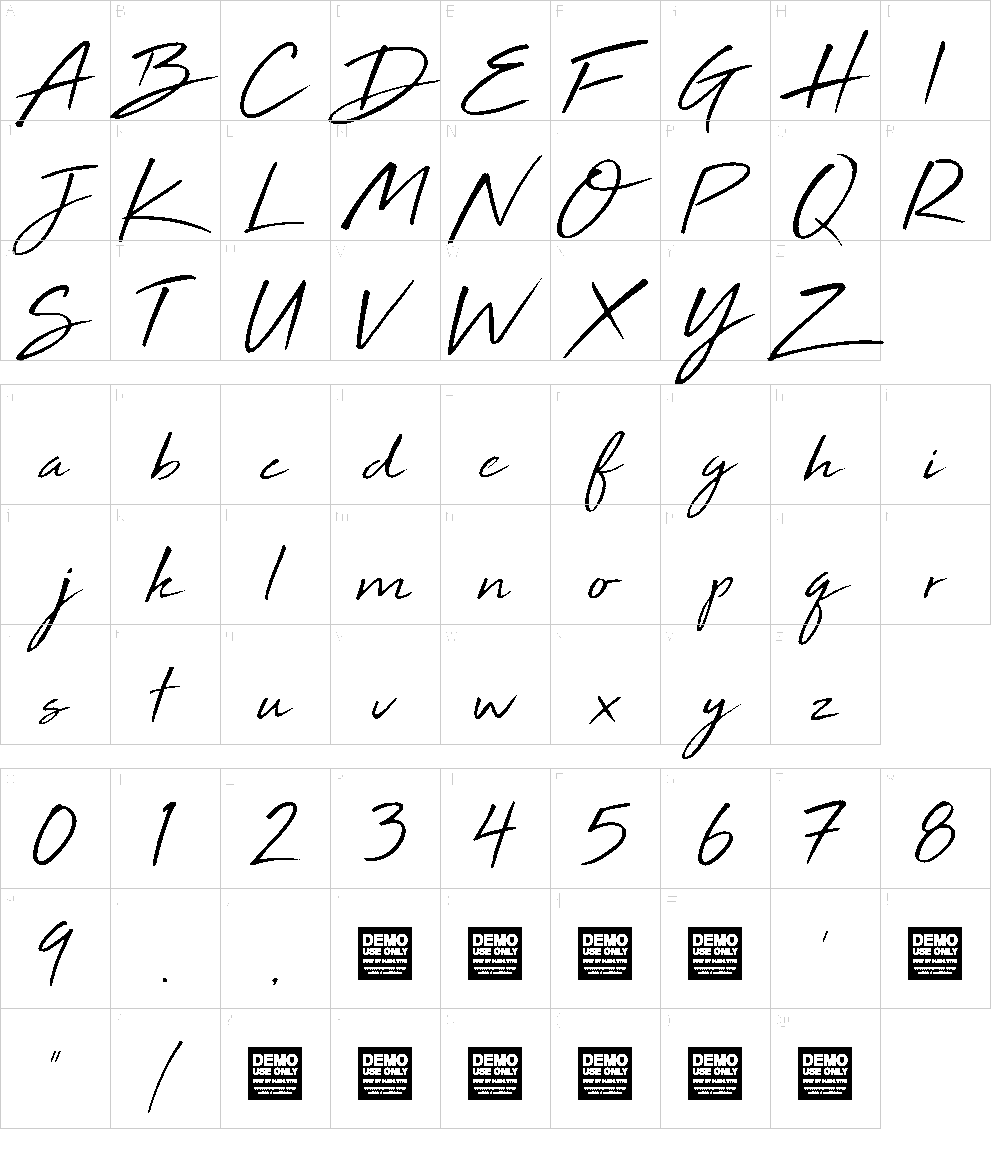 A B C D E F G H I
J K L M N O P Q R
S T U V W X Y Z
a b c d e f g h i
j k l m n o p q r
s t u v w x y z
0 1 2 3 4 5 6 7 8
9 . , DEMO DEMO DEMO DEMO ' DEMO
USE ONLY USE ONLY USE ONLY USE ONLY USE ONLY
" / DEMO DEMO DEMO DEMO DEMO DEMO
USE ONLY USE ONLY USE ONLY USE ONLY USE ONLY USE ONLY